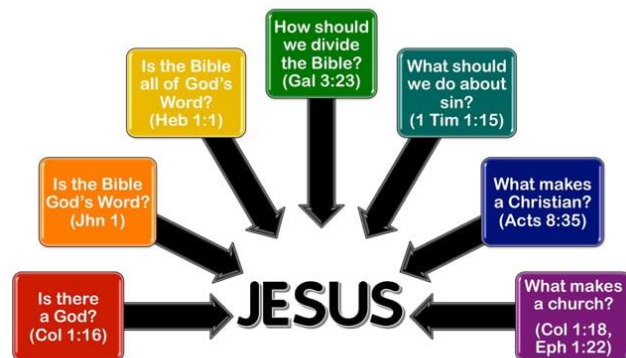 How should
we divide
the Bible?
(Gal 3:23)
Is the Bible
all of God's
Word?
(Heb 1:1)
What should
we do about
sin?
(1 Tim 1:15)
Is the Bible
God's Word?
(Jhn 1)
What makes
a Christian?
(Acts 8:35)
Is there
a God?
(Col 1:16)
JESUS
What makes
a church?
(Col 1:18,
Eph 1:22)